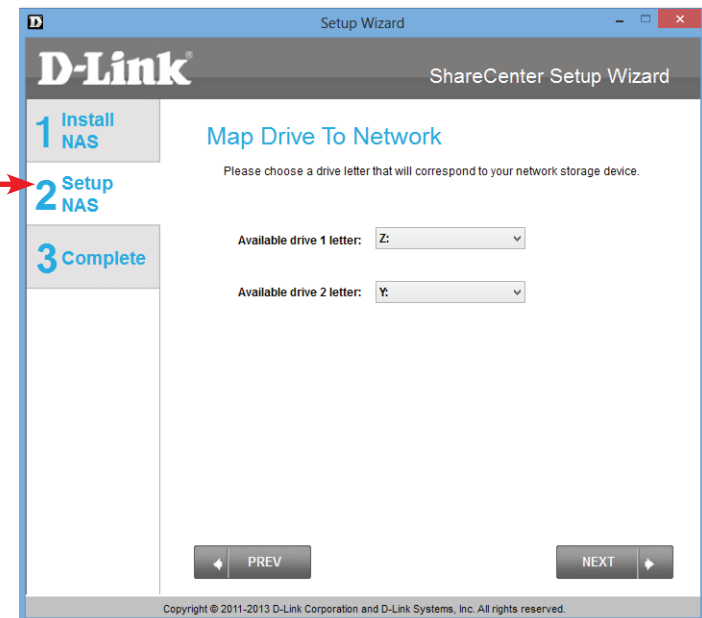 D
Setup Wizard
D-Link®
ShareCenter Setup Wizard
1 Install
NAS
2 Setup
NAS
3 Complete
Map Drive To Network
Please choose a drive letter that will correspond to your network storage device.
Available drive 1 letter: Z:
Available drive 2 letter: Y:
PREV
NEXT
Copyright © 2011-2013 D-Link Corporation and D-Link Systems, Inc. All rights reserved.